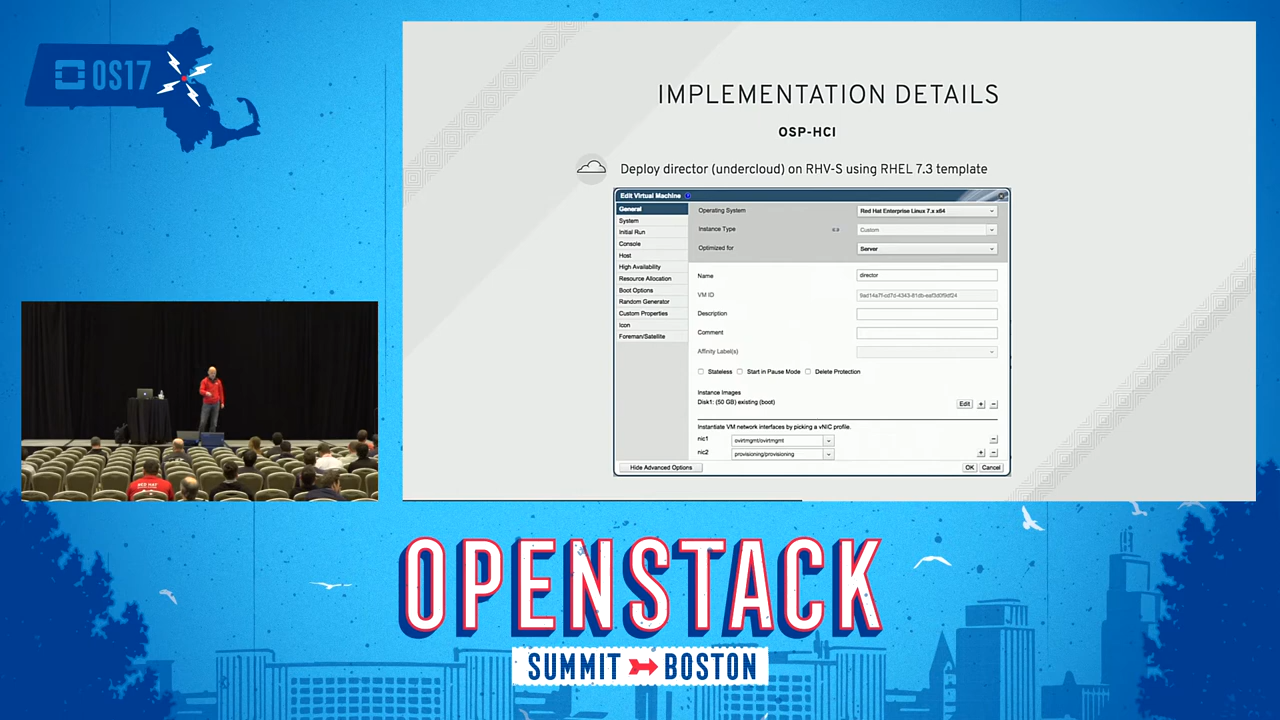 OS17
IMPLEMENTATION DETAILS
OSP-HCI
Deploy director (undercloud) on RHV-S using RHEL 7.3 template
Edit Virtual Machine
General
System
Initial Run
Console
Host
High Availability
Resource Allocation
Boot Options
Random Generator
Custom Properties
Icon
Foreman/Satellite
Operating System Red Hat Enterprise Linux 7.x x64
Instance Type Custom
Optimized for Server
Name director
VM ID
Description
Comment
Affinity Label(s)
Stateless Start in Pause Mode Delete Protection
Instance Images
Disk1: (50 GB) existing (boot) Edit + −
Instantiate VM network interfaces by picking a vNIC profile.
nic1 ovirtmgmt/ovirtmgmt −
nic2 provisioning/provisioning + −
Hide Advanced Options OK Cancel
RED HAT
OPENSTACK
SUMMIT BOSTON